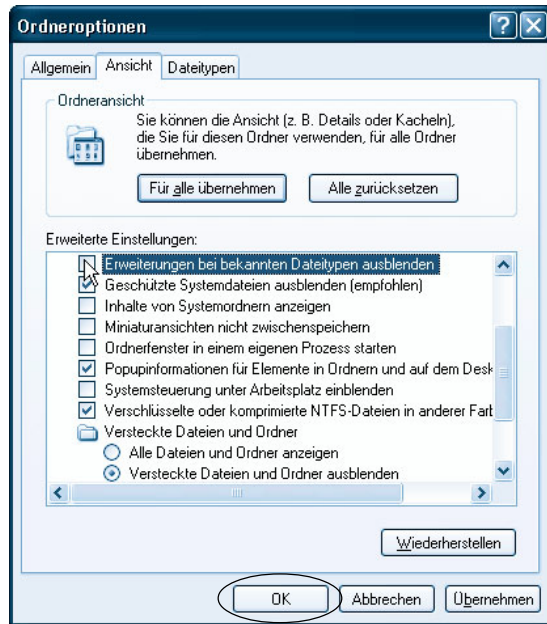 Ordneroptionen
Allgemein Ansicht Dateitypen
Ordneransicht
Sie können die Ansicht (z. B. Details oder Kacheln),
die Sie für diesen Ordner verwenden, für alle Ordner
übernehmen.
Für alle übernehmen Alle zurücksetzen
Erweiterte Einstellungen:
Erweiterungen bei bekannten Dateitypen ausblenden
Geschützte Systemdateien ausblenden (empfohlen)
Inhalte von Systemordnern anzeigen
Miniaturansichten nicht zwischenspeichern
Ordnerfenster in einem eigenen Prozess starten
Popupinformationen für Elemente in Ordnern und auf dem Desk
Systemsteuerung unter Arbeitsplatz einblenden
Verschlüsselte oder komprimierte NTFS-Dateien in anderer Farb
Versteckte Dateien und Ordner
Alle Dateien und Ordner anzeigen
Versteckte Dateien und Ordner ausblenden
Wiederherstellen
OK Abbrechen Übernehmen